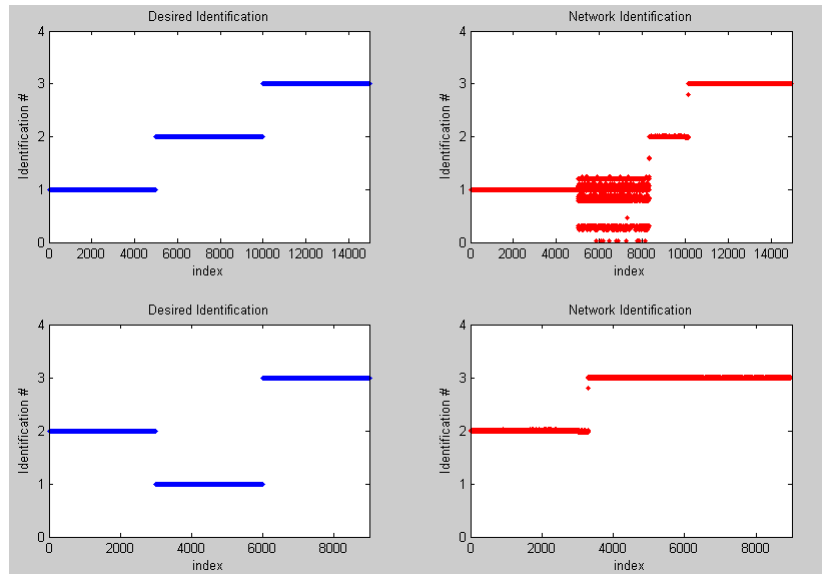 Desired Identification
4
3
2
1
0
Identification #
0 2000 4000 6000 8000 10000 12000 14000
index
Network Identification
4
3
2
1
0
Identification #
0 2000 4000 6000 8000 10000 12000 14000
index
Desired Identification
4
3
2
1
0
Identification #
0 2000 4000 6000 8000
index
Network Identification
4
3
2
1
0
Identification #
0 2000 4000 6000 8000
index